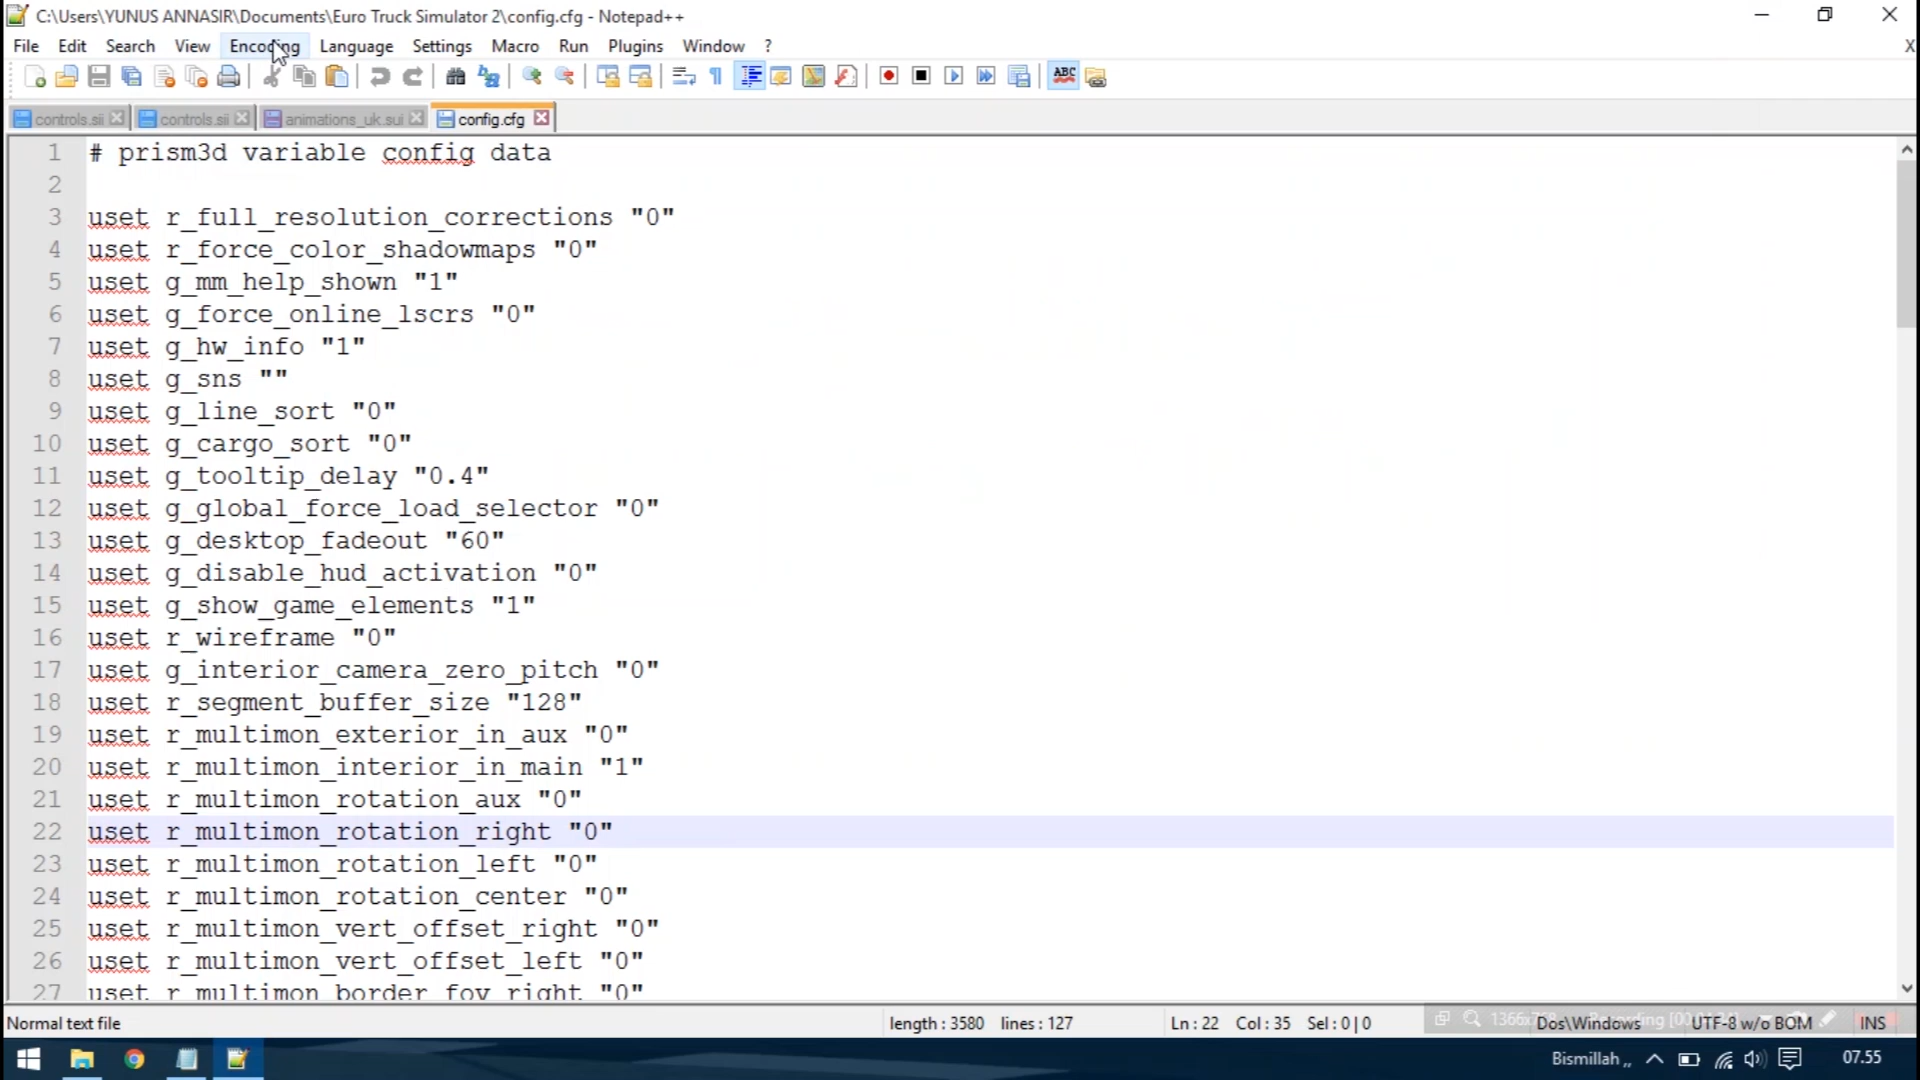 C:\Users\YUNUS ANNASIR\Documents\Euro Truck Simulator 2\config.cfg - Notepad++
File Edit Search View Encoding Language Settings Macro Run Plugins Window ? X
ABC
controls.sii controls.sii animations_uk.sui config.cfg
1 # prism3d variable config data
2
3 uset r_full_resolution_corrections "0"
4 uset r_force_color_shadowmaps "0"
5 uset g_mm_help_shown "1"
6 uset g_force_online_lscrs "0"
7 uset g_hw_info "1"
8 uset g_sns ""
9 uset g_line_sort "0"
10 uset g_cargo_sort "0"
11 uset g_tooltip_delay "0.4"
12 uset g_global_force_load_selector "0"
13 uset g_desktop_fadeout "60"
14 uset g_disable_hud_activation "0"
15 uset g_show_game_elements "1"
16 uset r_wireframe "0"
17 uset g_interior_camera_zero_pitch "0"
18 uset r_segment_buffer_size "128"
19 uset r_multimon_exterior_in_aux "0"
20 uset r_multimon_interior_in_main "1"
21 uset r_multimon_rotation_aux "0"
22 uset r_multimon_rotation_right "0"
23 uset r_multimon_rotation_left "0"
24 uset r_multimon_rotation_center "0"
25 uset r_multimon_vert_offset_right "0"
26 uset r_multimon_vert_offset_left "0"
27 uset r_multimon_border_fov_right "0"
Normal text file length : 3580 lines : 127 Ln : 22 Col : 35 Sel : 0 | 0 Dos\Windows UTF-8 w/o BOM INS
Bismillah ,, 07.55